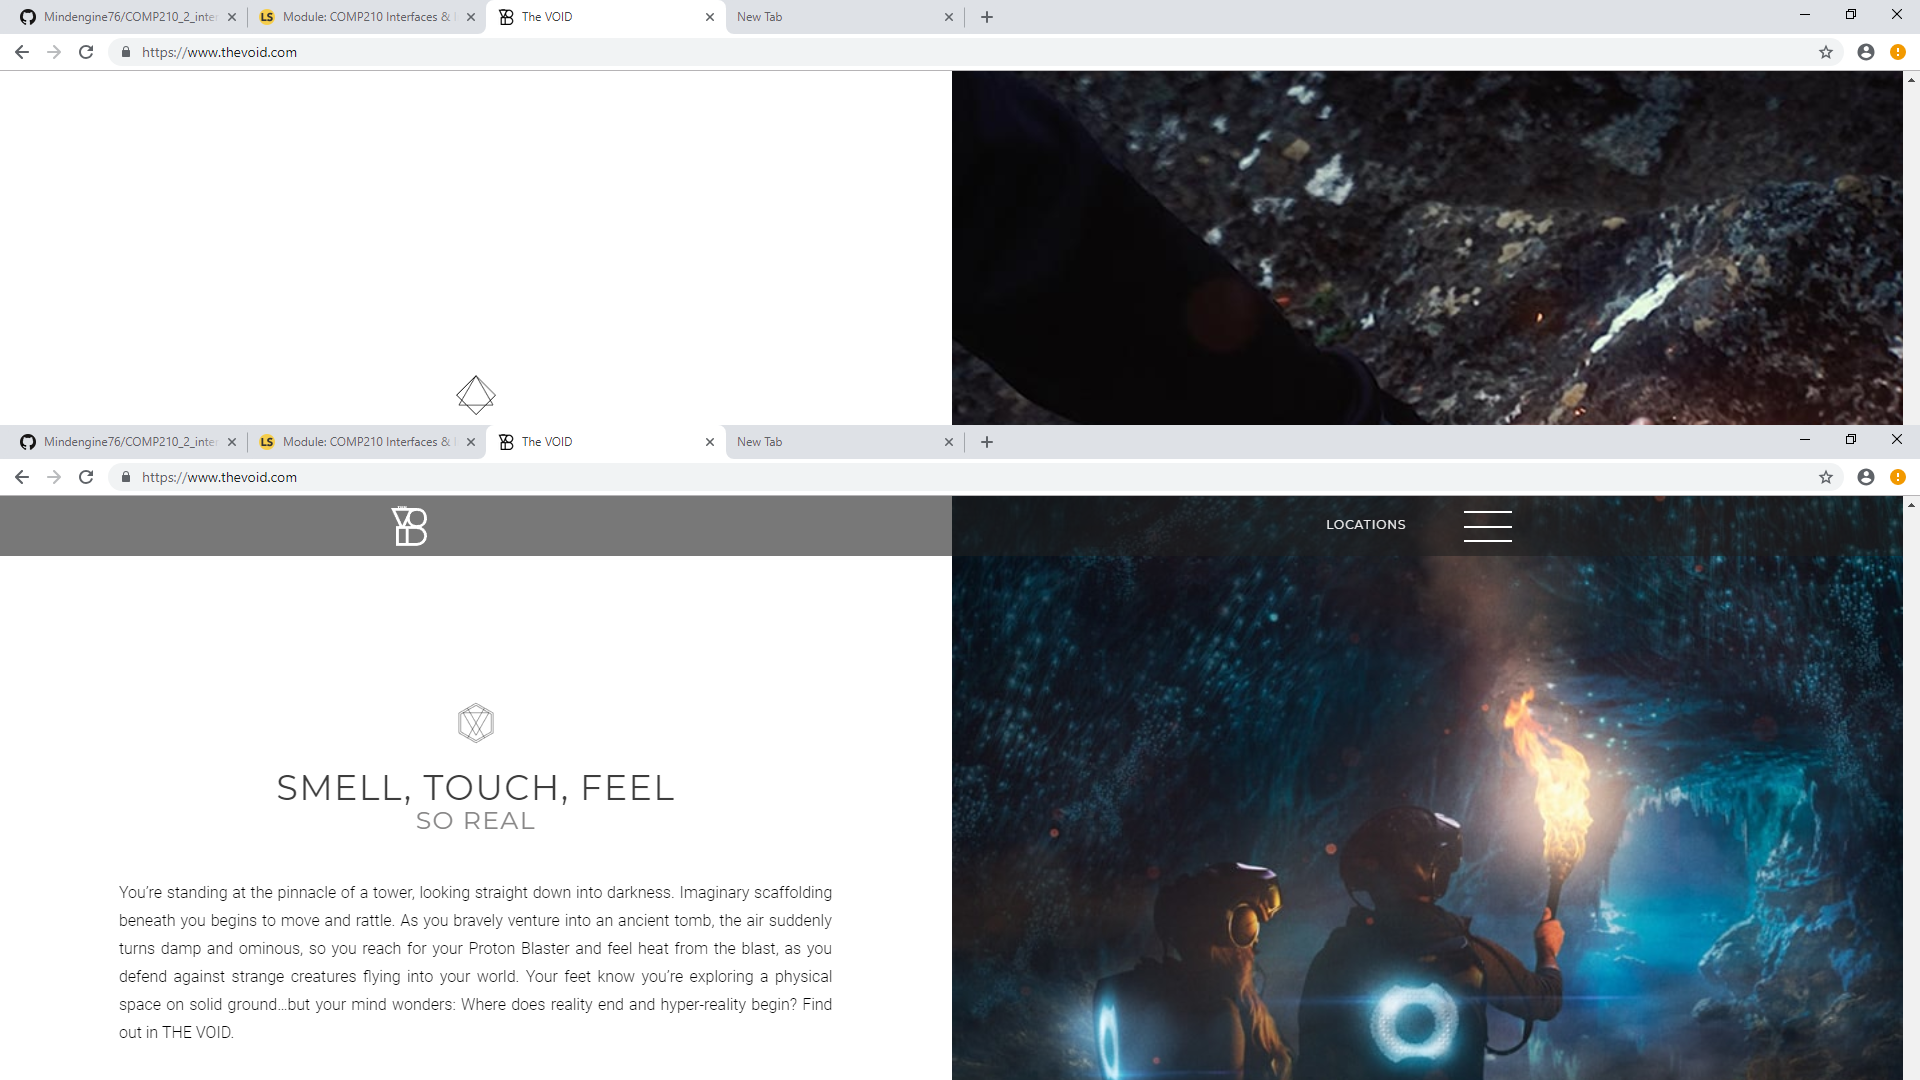 Mindengine76/COMP210_2_inter
LS Module: COMP210 Interfaces &
The VOID
New Tab
https://www.thevoid.com
Mindengine76/COMP210_2_inter
LS Module: COMP210 Interfaces &
The VOID
New Tab
https://www.thevoid.com
THE VOID
LOCATIONS
SMELL, TOUCH, FEEL
SO REAL
You’re standing at the pinnacle of a tower, looking straight down into darkness. Imaginary scaffolding
beneath you begins to move and rattle. As you bravely venture into an ancient tomb, the air suddenly
turns damp and ominous, so you reach for your Proton Blaster and feel heat from the blast, as you
defend against strange creatures flying into your world. Your feet know you’re exploring a physical
space on solid ground...but your mind wonders: Where does reality end and hyper-reality begin? Find
out in THE VOID.